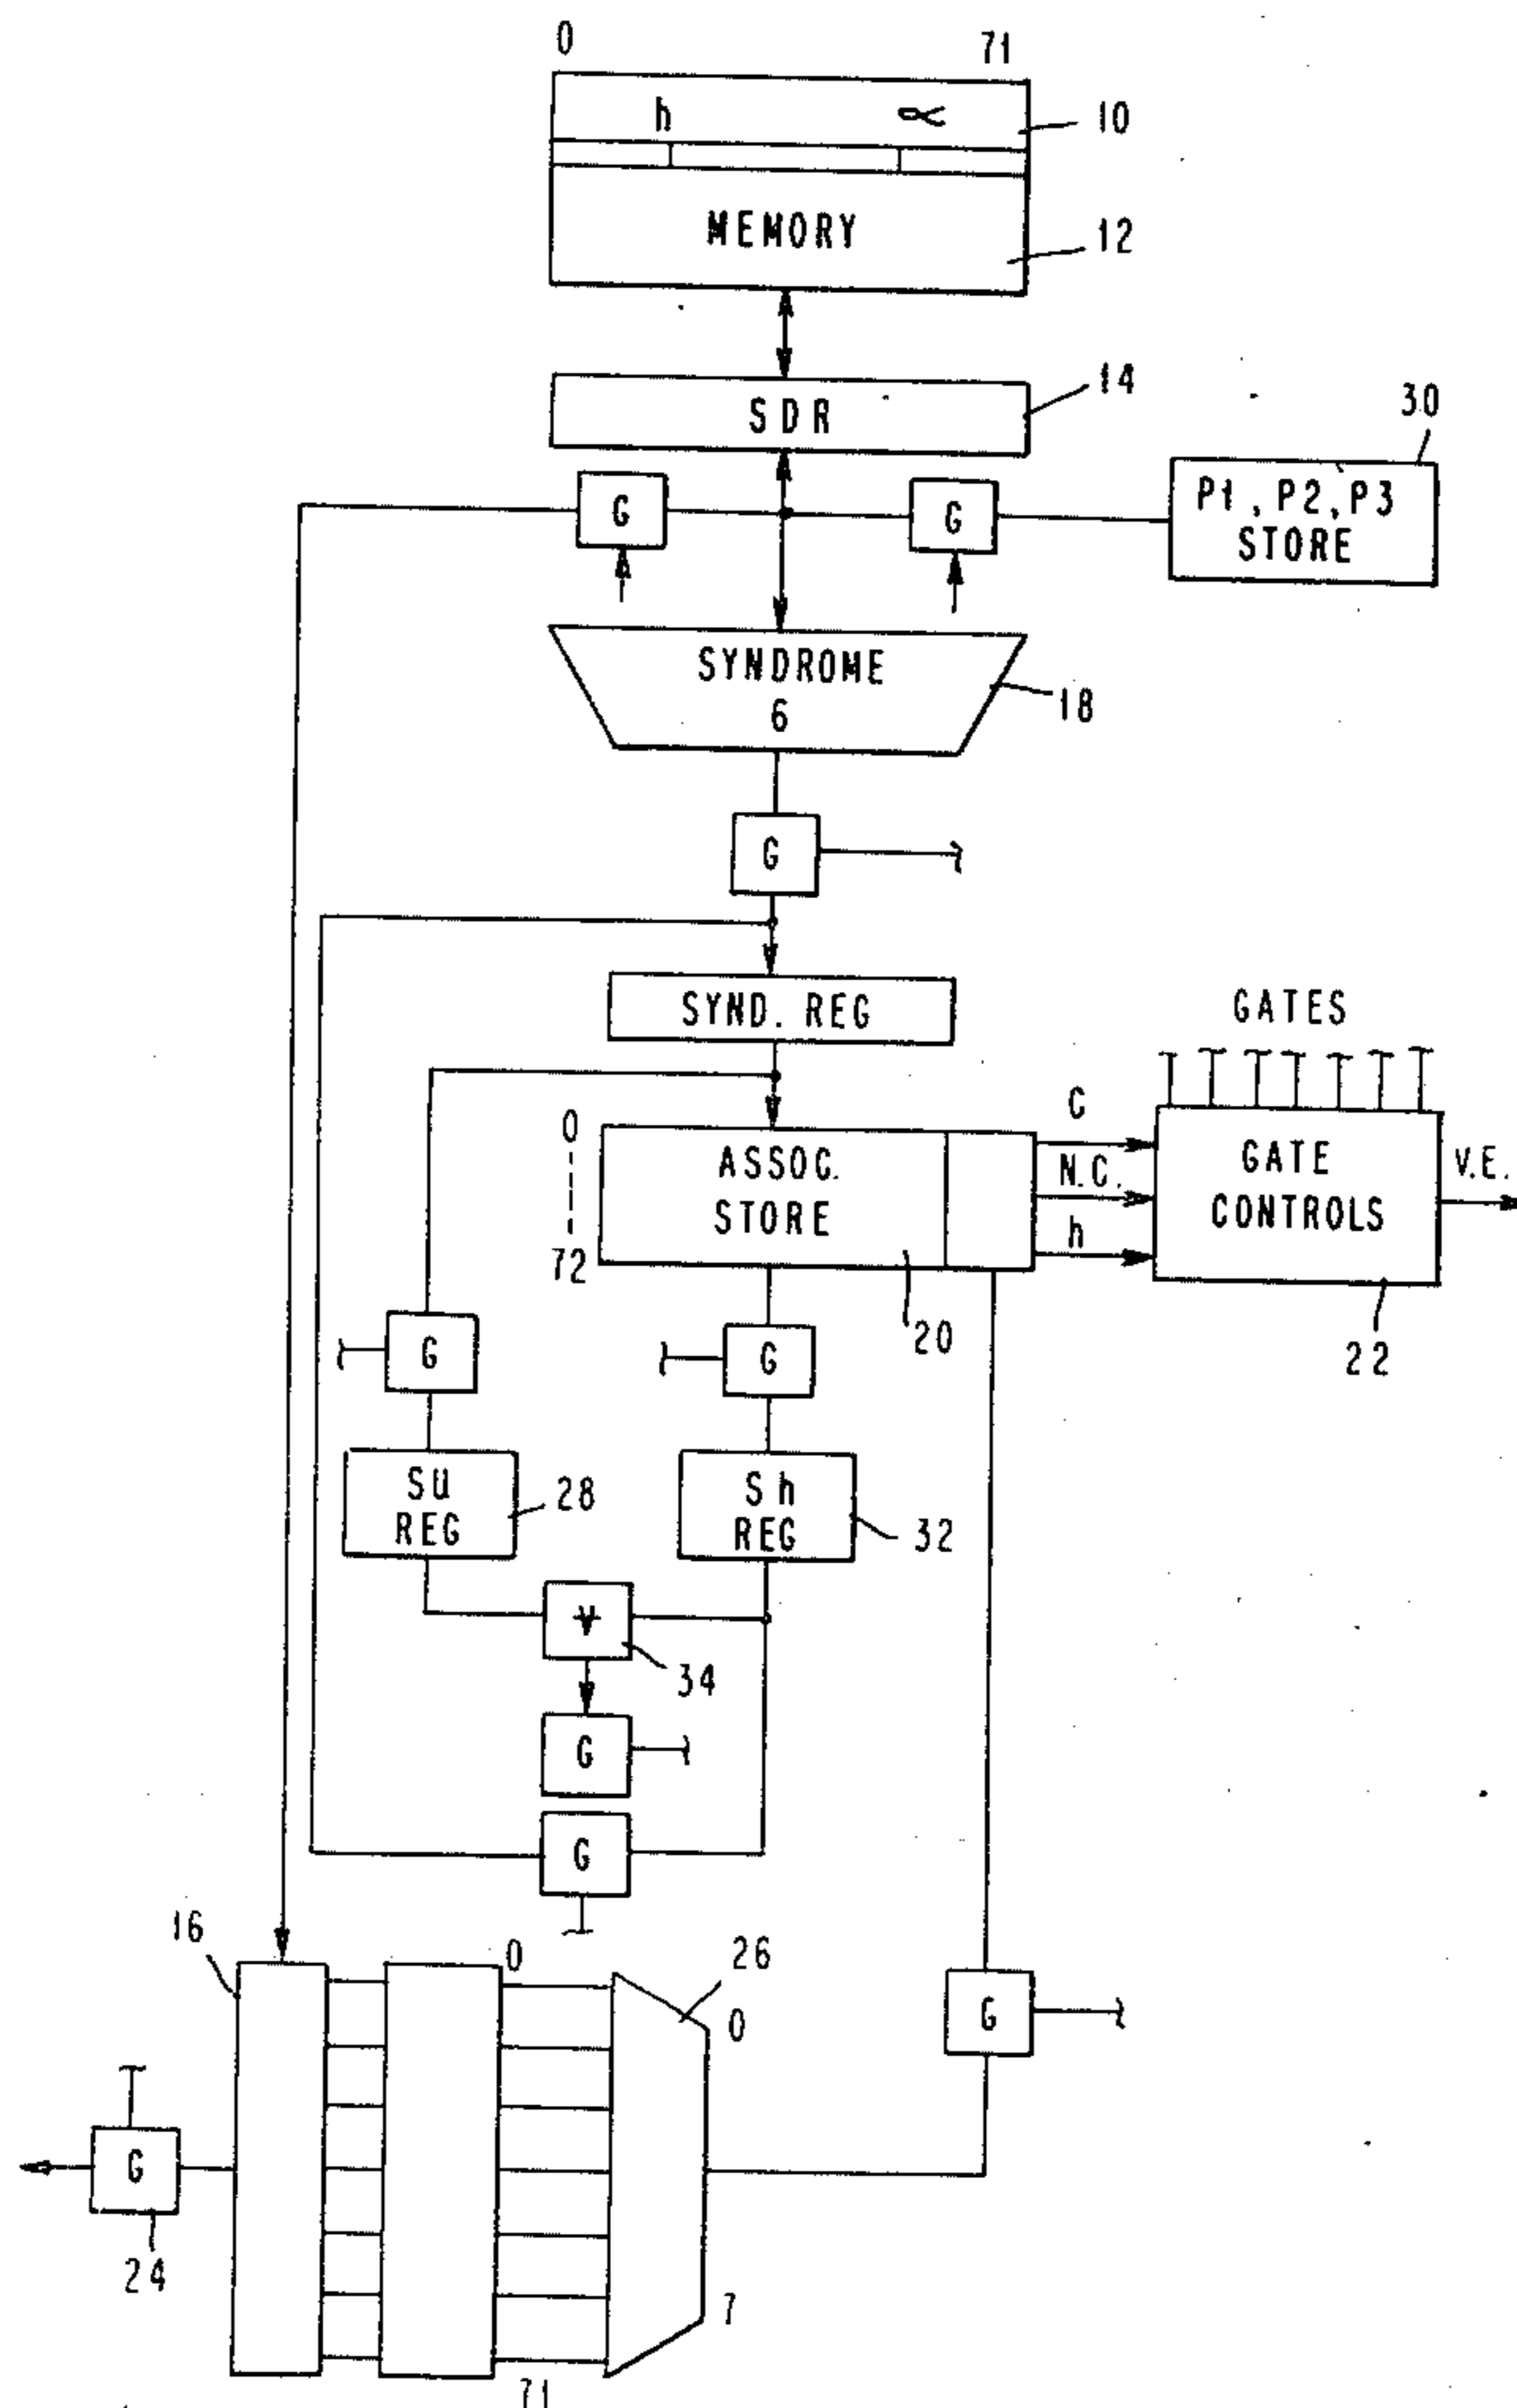 0 71
h α 10
MEMORY 12
SDR 14
30
G G P1, P2, P3
STORE
SYNDROME
6 18
G
SYND. REG
GATES
0 ASSOC.
STORE
72
20
C
N.C.
h
GATE
CONTROLS
V.E.
22
G G
SU
REG 28
Sh
REG 32
∀ 34
G
G
16 0 26
0
G
G
24
7
71